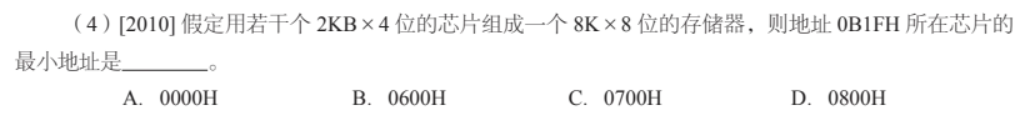 （4）[2010] 假定用若干个 2KB×4 位的芯片组成一个 8K×8 位的存储器，则地址 0B1FH 所在芯片的
最小地址是________。
A. 0000H B. 0600H C. 0700H D. 0800H